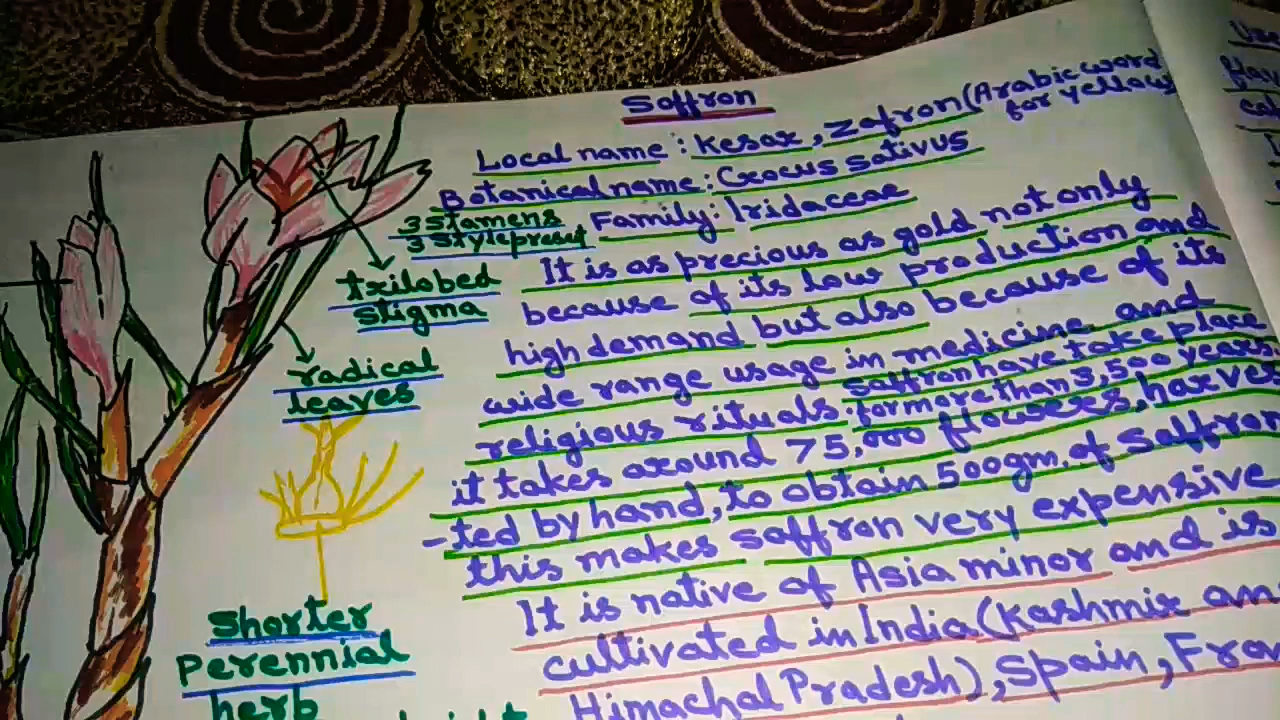 Saffron
Local name: Kesar, Zafron (Arabic word
for yellow
Botanical name: Crocus sativus
Family: Iridaceae
3 stamens
3 style preset
trilobed
stigma
radical
leaves
Shorter
perennial
herb
It is as precious as gold not only
because of its low production and
high demand but also because of its
wide range usage in medicine and
religious rituals. saffron have take place
for more than 3,500 years.
it takes around 75,000 flowers, harves
-ted by hand, to obtain 500gm. of saffron
this makes saffron very expensive
It is native of Asia minor and is
cultivated in India (Kashmir an
Himachal Pradesh), Spain, Fra